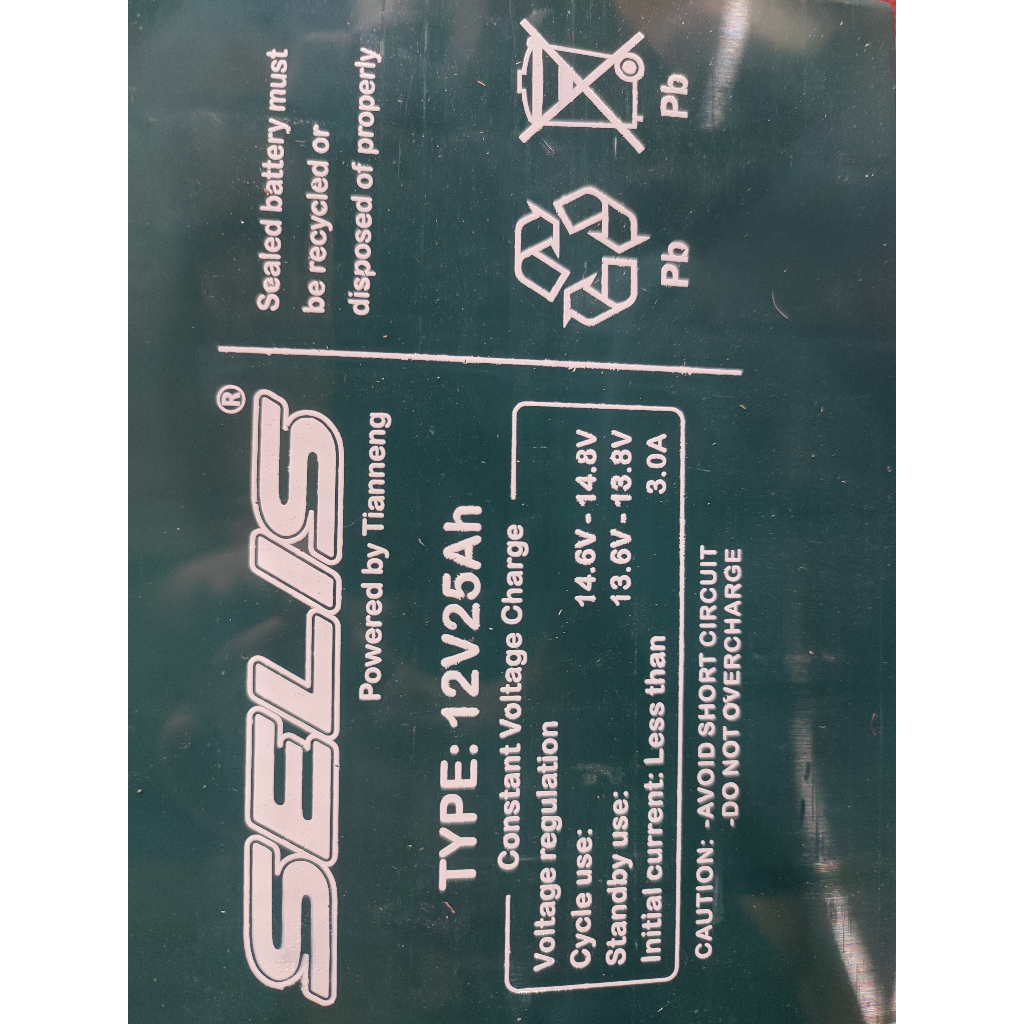 SELIS®
Powered by Tianneng
TYPE: 12V25Ah
Constant Voltage Charge
Voltage regulation
Cycle use: 14.6V - 14.8V
Standby use: 13.6V - 13.8V
Initial current: Less than 3.0A
CAUTION: -AVOID SHORT CIRCUIT
-DO NOT OVERCHARGE
Sealed battery must
be recycled or
disposed of properly
Pb
Pb